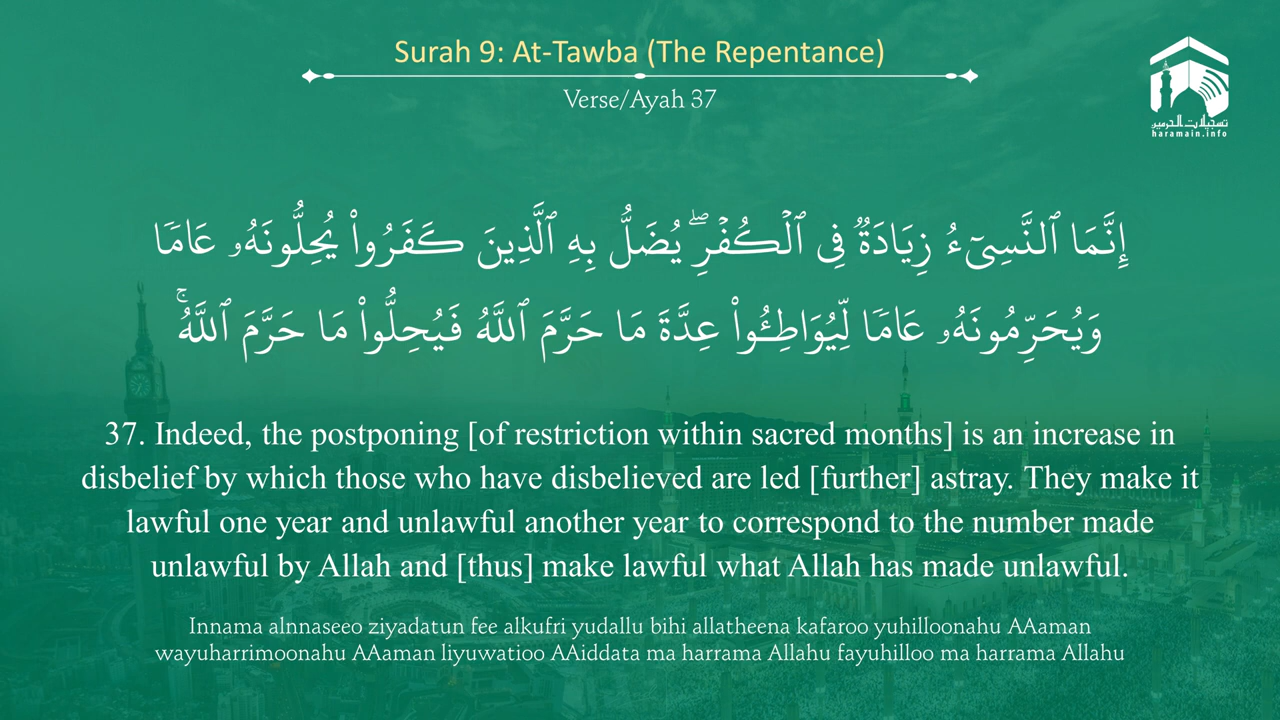 Surah 9: At-Tawba (The Repentance)
Verse/Ayah 37
تسجيلات الحرمين
haramain.info
إِنَّمَا ٱلنَّسِىٓءُ زِيَادَةٌۭ فِى ٱلْكُفْرِ ۖ يُضَلُّ بِهِ ٱلَّذِينَ كَفَرُوا۟ يُحِلُّونَهُۥ عَامًۭا
وَيُحَرِّمُونَهُۥ عَامًۭا لِّيُوَاطِـُٔوا۟ عِدَّةَ مَا حَرَّمَ ٱللَّهُ فَيُحِلُّوا۟ مَا حَرَّمَ ٱللَّهُ ۚ
37. Indeed, the postponing [of restriction within sacred months] is an increase in
disbelief by which those who have disbelieved are led [further] astray. They make it
lawful one year and unlawful another year to correspond to the number made
unlawful by Allah and [thus] make lawful what Allah has made unlawful.
Innama alnnaseeo ziyadatun fee alkufri yudallu bihi allatheena kafaroo yuhilloonahu AAaman
wayuharrimoonahu AAaman liyuwatioo AAiddata ma harrama Allahu fayuhilloo ma harrama Allahu